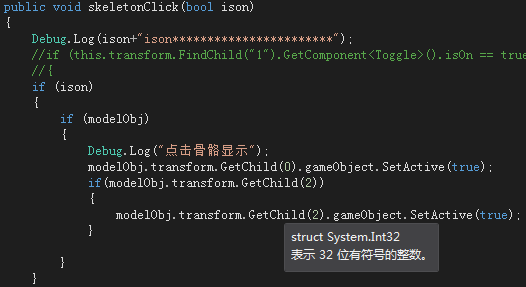 public void skeletonClick(bool ison)
{
Debug.Log(ison+"ison***********************");
//if (this.transform.FindChild("1").GetComponent<Toggle>().isOn == true
//{
if (ison)
{
if (modelObj)
{
Debug.Log("点击骨骼显示");
modelObj.transform.GetChild(0).gameObject.SetActive(true);
if(modelObj.transform.GetChild(2))
{
modelObj.transform.GetChild(2).gameObject.SetActive(true);
}
struct System.Int32
表示 32 位有符号的整数。
}
}